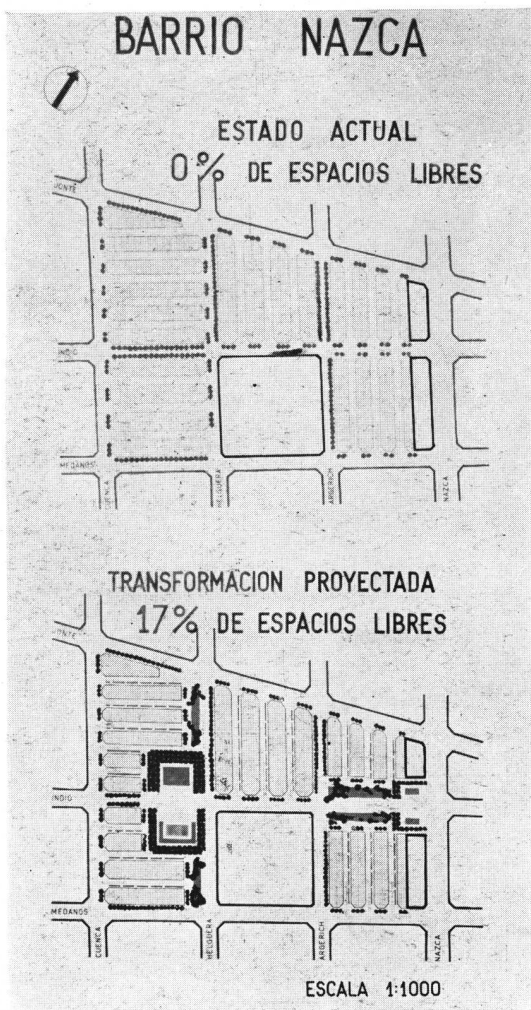 BARRIO NAZCA
ESTADO ACTUAL
0% DE ESPACIOS LIBRES
JONTE
INDIO
MEDANOS
CUENCA
HELGUERA
ARGERICH
NAZCA
TRANSFORMACION PROYECTADA
17% DE ESPACIOS LIBRES
JONTE
INDIO
MEDANOS
CUENCA
HELGUERA
ARGERICH
NAZCA
ESCALA 1:1000